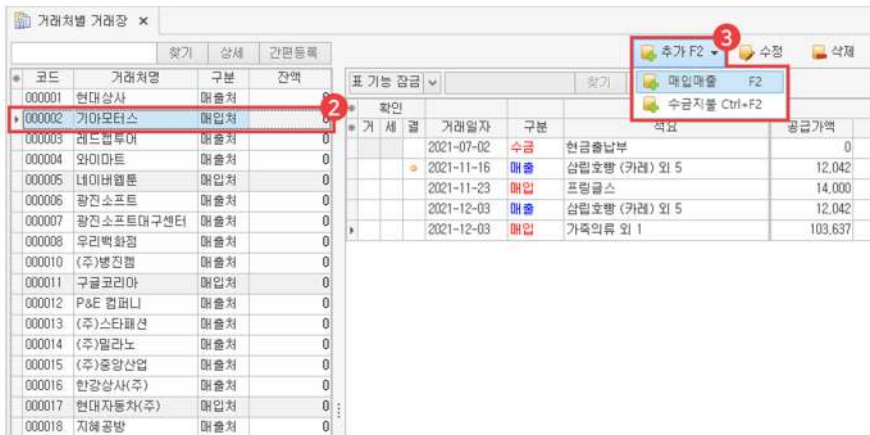 거래처별 거래장 ×
찾기 상세 간편등록
코드 거래처명 구분 잔액
000001 현대상사 매출처 0
000002 기아모터스 매입처 0
000003 레드캡투어 매출처 0
000004 와이마트 매출처 0
000005 네이버웹툰 매입처 0
000006 광진소프트 매출처 0
000007 광진소프트대구센터 매출처 0
000008 우리백화점 매출처 0
000010 (주)병진켐 매출처 0
000011 구글코리아 매입처 0
000012 P&E 컴퍼니 매출처 0
000013 (주)스타패션 매출처 0
000014 (주)밀라노 매출처 0
000015 (주)중앙산업 매출처 0
000016 한강상사(주) 매출처 0
000017 현대자동차(주) 매입처 0
000018 지혜공방 매출처 0
2
3
추가 F2 수정 삭제
표 기능 잠금 찾기
매입매출 F2
수금지불 Ctrl+F2
확인
거 세 결 거래일자 구분 적요 공급가액
2021-07-02 수금 현금출납부 0
2021-11-16 매출 삼립호빵 (카레) 외 5 12,042
2021-11-23 매입 프링글스 14,000
2021-12-03 매출 삼립호빵 (카레) 외 5 12,042
2021-12-03 매입 가죽의류 외 1 103,637